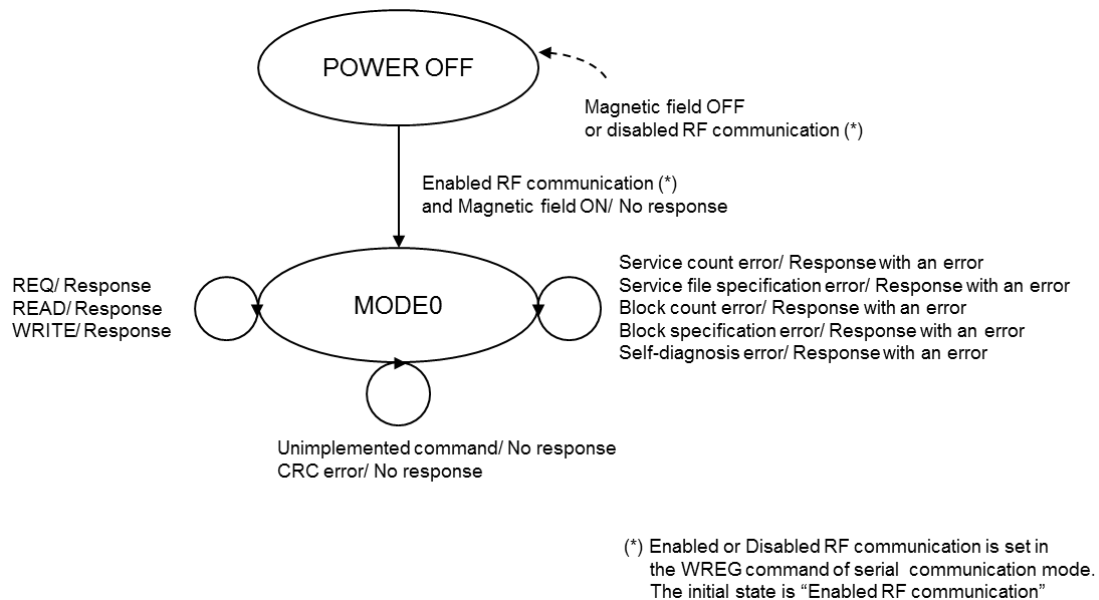 POWER OFF
Magnetic field OFF
or disabled RF communication (*)
Enabled RF communication (*)
and Magnetic field ON/ No response
REQ/ Response
READ/ Response
WRITE/ Response
MODE0
Service count error/ Response with an error
Service file specification error/ Response with an error
Block count error/ Response with an error
Block specification error/ Response with an error
Self-diagnosis error/ Response with an error
Unimplemented command/ No response
CRC error/ No response
(*) Enabled or Disabled RF communication is set in
the WREG command of serial communication mode.
The initial state is “Enabled RF communication”